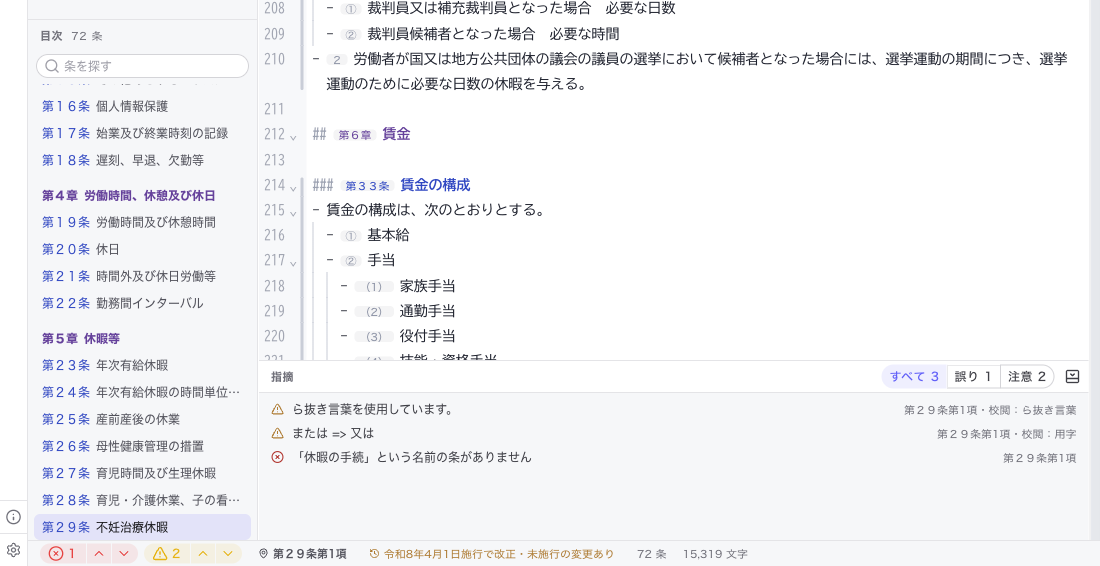 目次 72 条
条を探す
第１６条 個人情報保護
第１７条 始業及び終業時刻の記録
第１８条 遅刻、早退、欠勤等
第４章 労働時間、休憩及び休日
第１９条 労働時間及び休憩時間
第２０条 休日
第２１条 時間外及び休日労働等
第２２条 勤務間インターバル
第５章 休暇等
第２３条 年次有給休暇
第２４条 年次有給休暇の時間単位…
第２５条 産前産後の休業
第２６条 母性健康管理の措置
第２７条 育児時間及び生理休暇
第２８条 育児・介護休業、子の看…
第２９条 不妊治療休暇
208 - ① 裁判員又は補充裁判員となった場合　必要な日数
209 - ② 裁判員候補者となった場合　必要な時間
210 - 2 労働者が国又は地方公共団体の議会の議員の選挙において候補者となった場合には、選挙運動の期間につき、選挙
運動のために必要な日数の休暇を与える。
211
212 ## 第６章 賃金
213
214 ### 第３３条 賃金の構成
215 - 賃金の構成は、次のとおりとする。
216 - ① 基本給
217 - ② 手当
218 - （1） 家族手当
219 - （2） 通勤手当
220 - （3） 役付手当
221 - （4） 技能・資格手当
指摘 すべて 3 誤り 1 注意 2
ら抜き言葉を使用しています。 第２９条第1項・校閲：ら抜き言葉
または => 又は 第２９条第1項・校閲：用字
「休暇の手続」という名前の条がありません 第２９条第1項
1 2 第２９条第1項 令和8年4月1日施行で改正・未施行の変更あり 72 条 15,319 文字